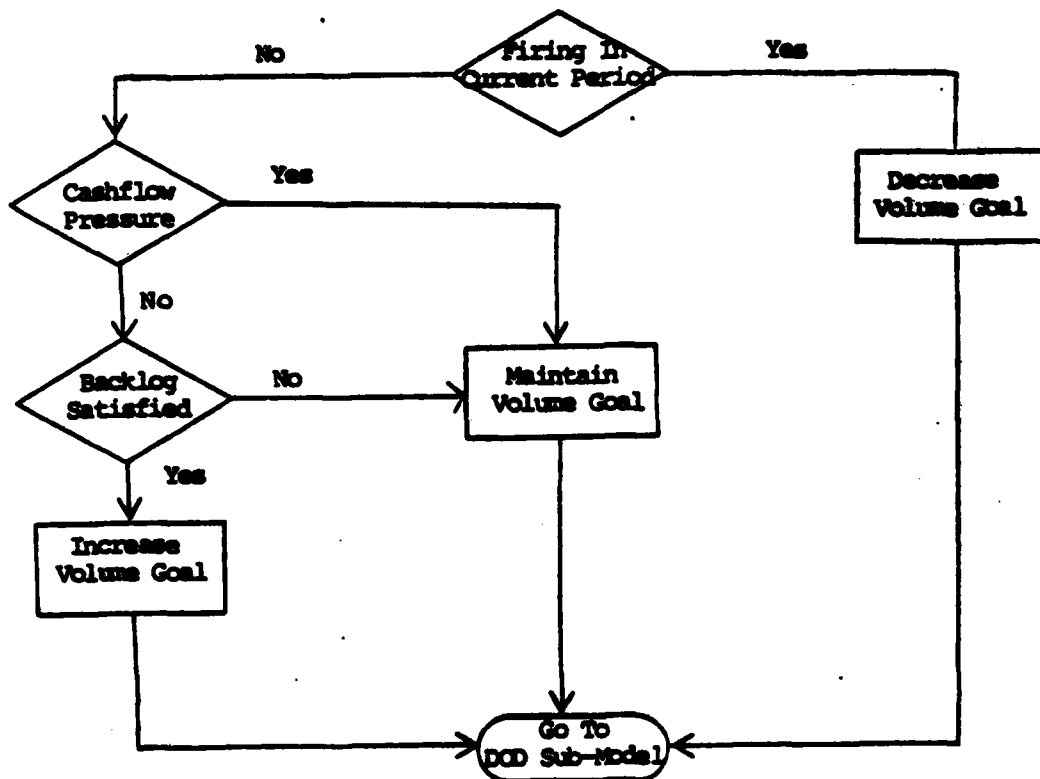 No
Firing In
Current Period
Yes
Cashflow
Pressure
Yes
Decrease
Volume Goal
No
Backlog
Satisfied
No
Maintain
Volume Goal
Yes
Increase
Volume Goal
Go To
DOD Sub-Model